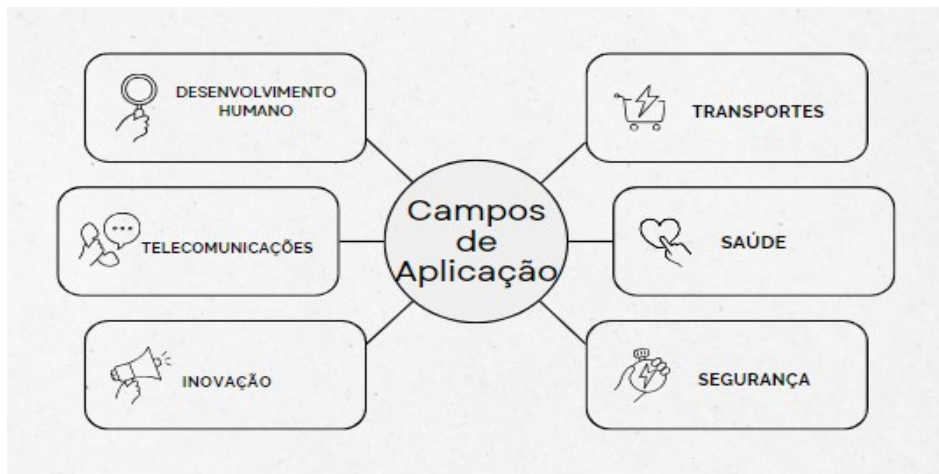 DESENVOLVIMENTO
HUMANO
TELECOMUNICAÇÕES
INOVAÇÃO
Campos
de
Aplicação
TRANSPORTES
SAÚDE
SEGURANÇA